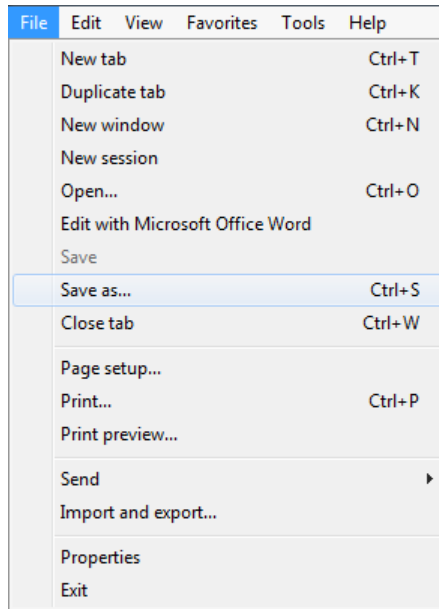 File Edit View Favorites Tools Help
New tab Ctrl+T
Duplicate tab Ctrl+K
New window Ctrl+N
New session
Open... Ctrl+O
Edit with Microsoft Office Word
Save
Save as... Ctrl+S
Close tab Ctrl+W
Page setup...
Print... Ctrl+P
Print preview...
Send
Import and export...
Properties
Exit